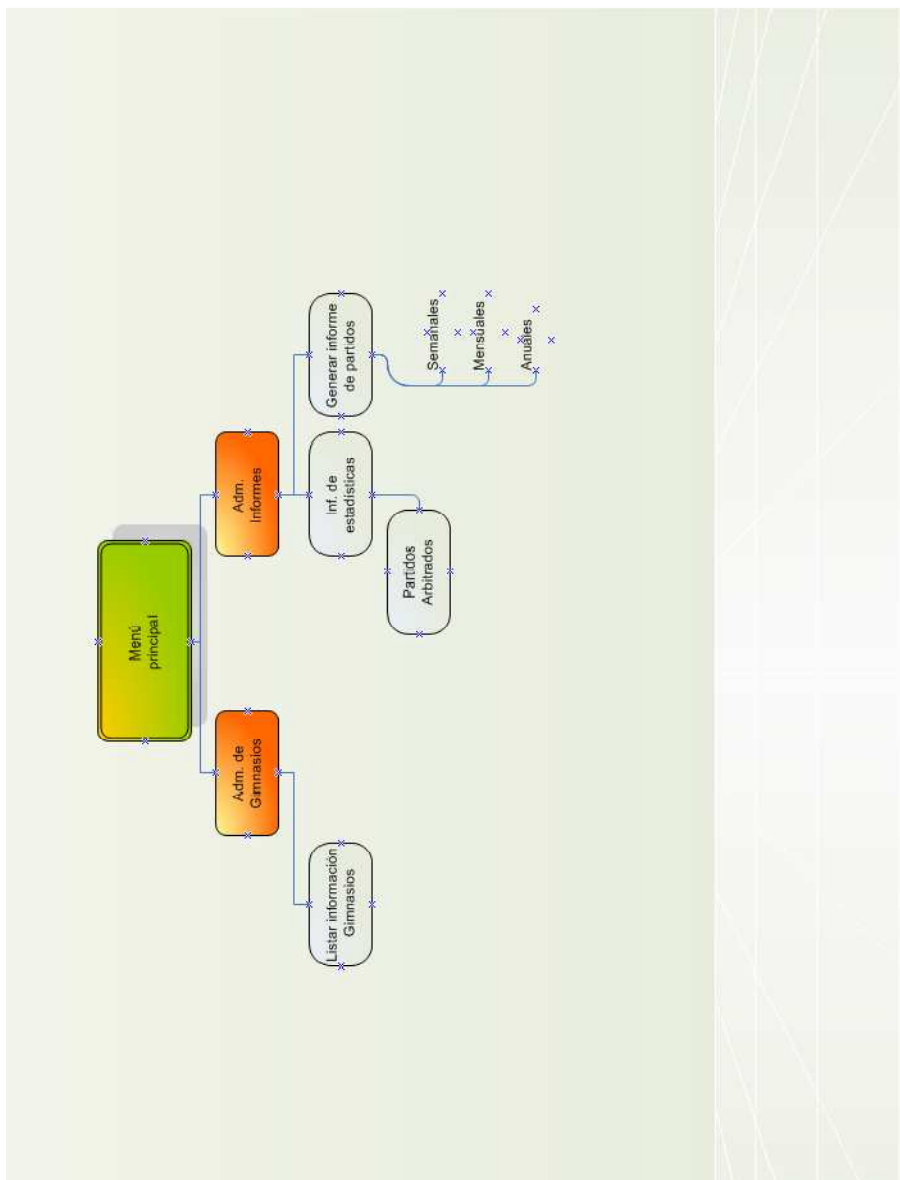 Menú
principal
Adm. de
Gimnasios
Adm.
Informes
Listar información
Gimnasios
Inf. de
estadísticas
Generar informe
de partidos
Partidos
Arbitrados
Semanales
Mensuales
Anuales